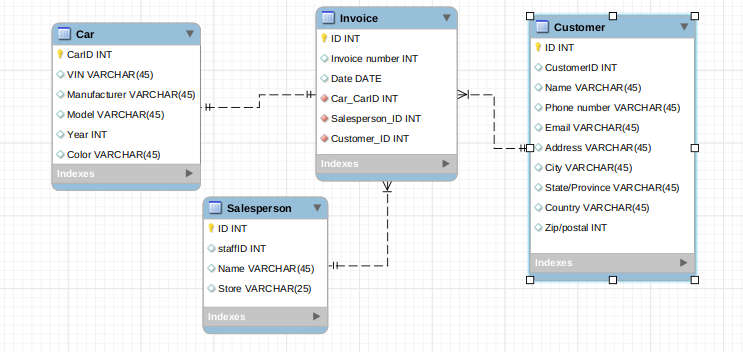 Car
CarID INT
VIN VARCHAR(45)
Manufacturer VARCHAR(45)
Model VARCHAR(45)
Year INT
Color VARCHAR(45)
Indexes
Invoice
ID INT
Invoice number INT
Date DATE
Car_CarID INT
Salesperson_ID INT
Customer_ID INT
Indexes
Customer
ID INT
CustomerID INT
Name VARCHAR(45)
Phone number VARCHAR(45)
Email VARCHAR(45)
Address VARCHAR(45)
City VARCHAR(45)
State/Province VARCHAR(45)
Country VARCHAR(45)
Zip/postal INT
Indexes
Salesperson
ID INT
staffID INT
Name VARCHAR(45)
Store VARCHAR(25)
Indexes